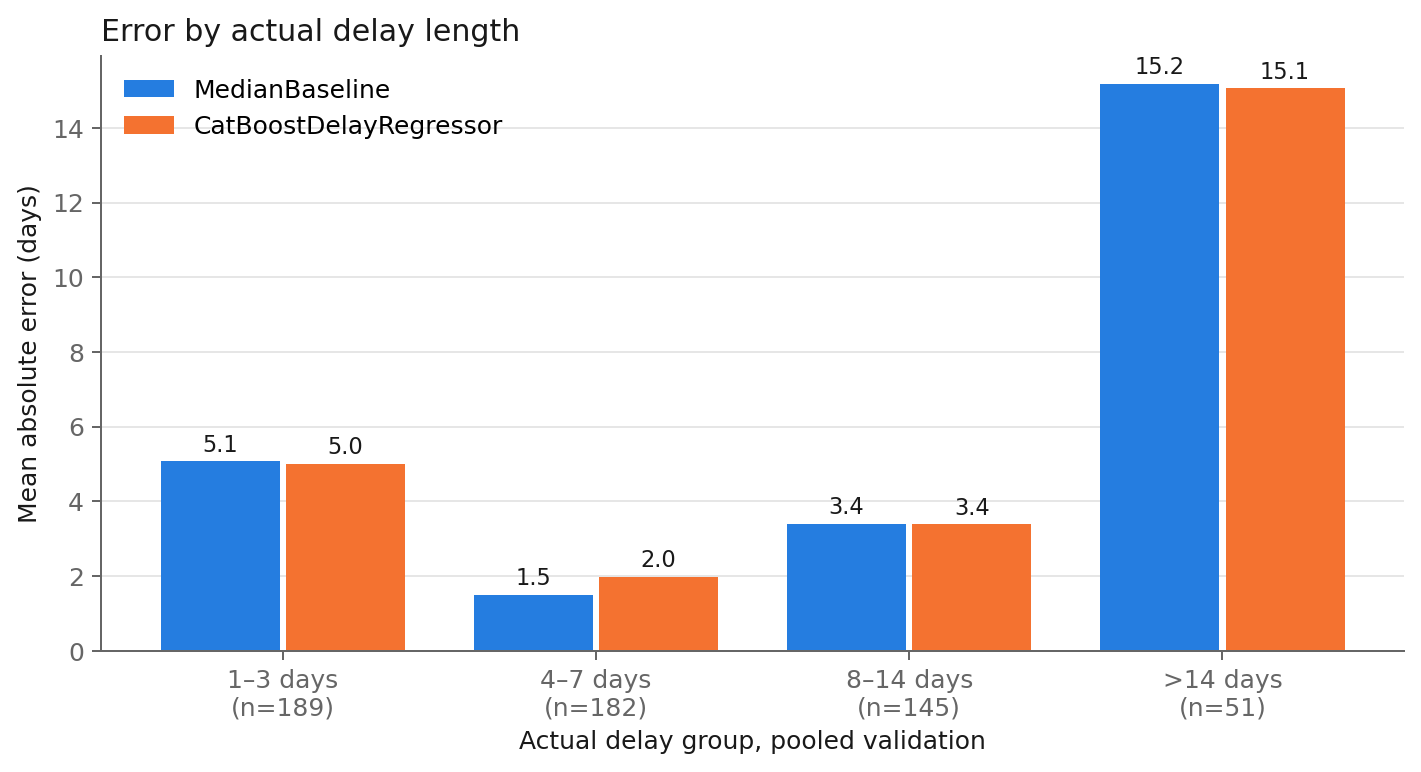 Error by actual delay length
MedianBaseline
CatBoostDelayRegressor
Mean absolute error (days)
14
12
10
8
6
4
2
0
5.1
5.0
1.5
2.0
3.4
3.4
15.2
15.1
1–3 days
(n=189)
4–7 days
(n=182)
8–14 days
(n=145)
>14 days
(n=51)
Actual delay group, pooled validation